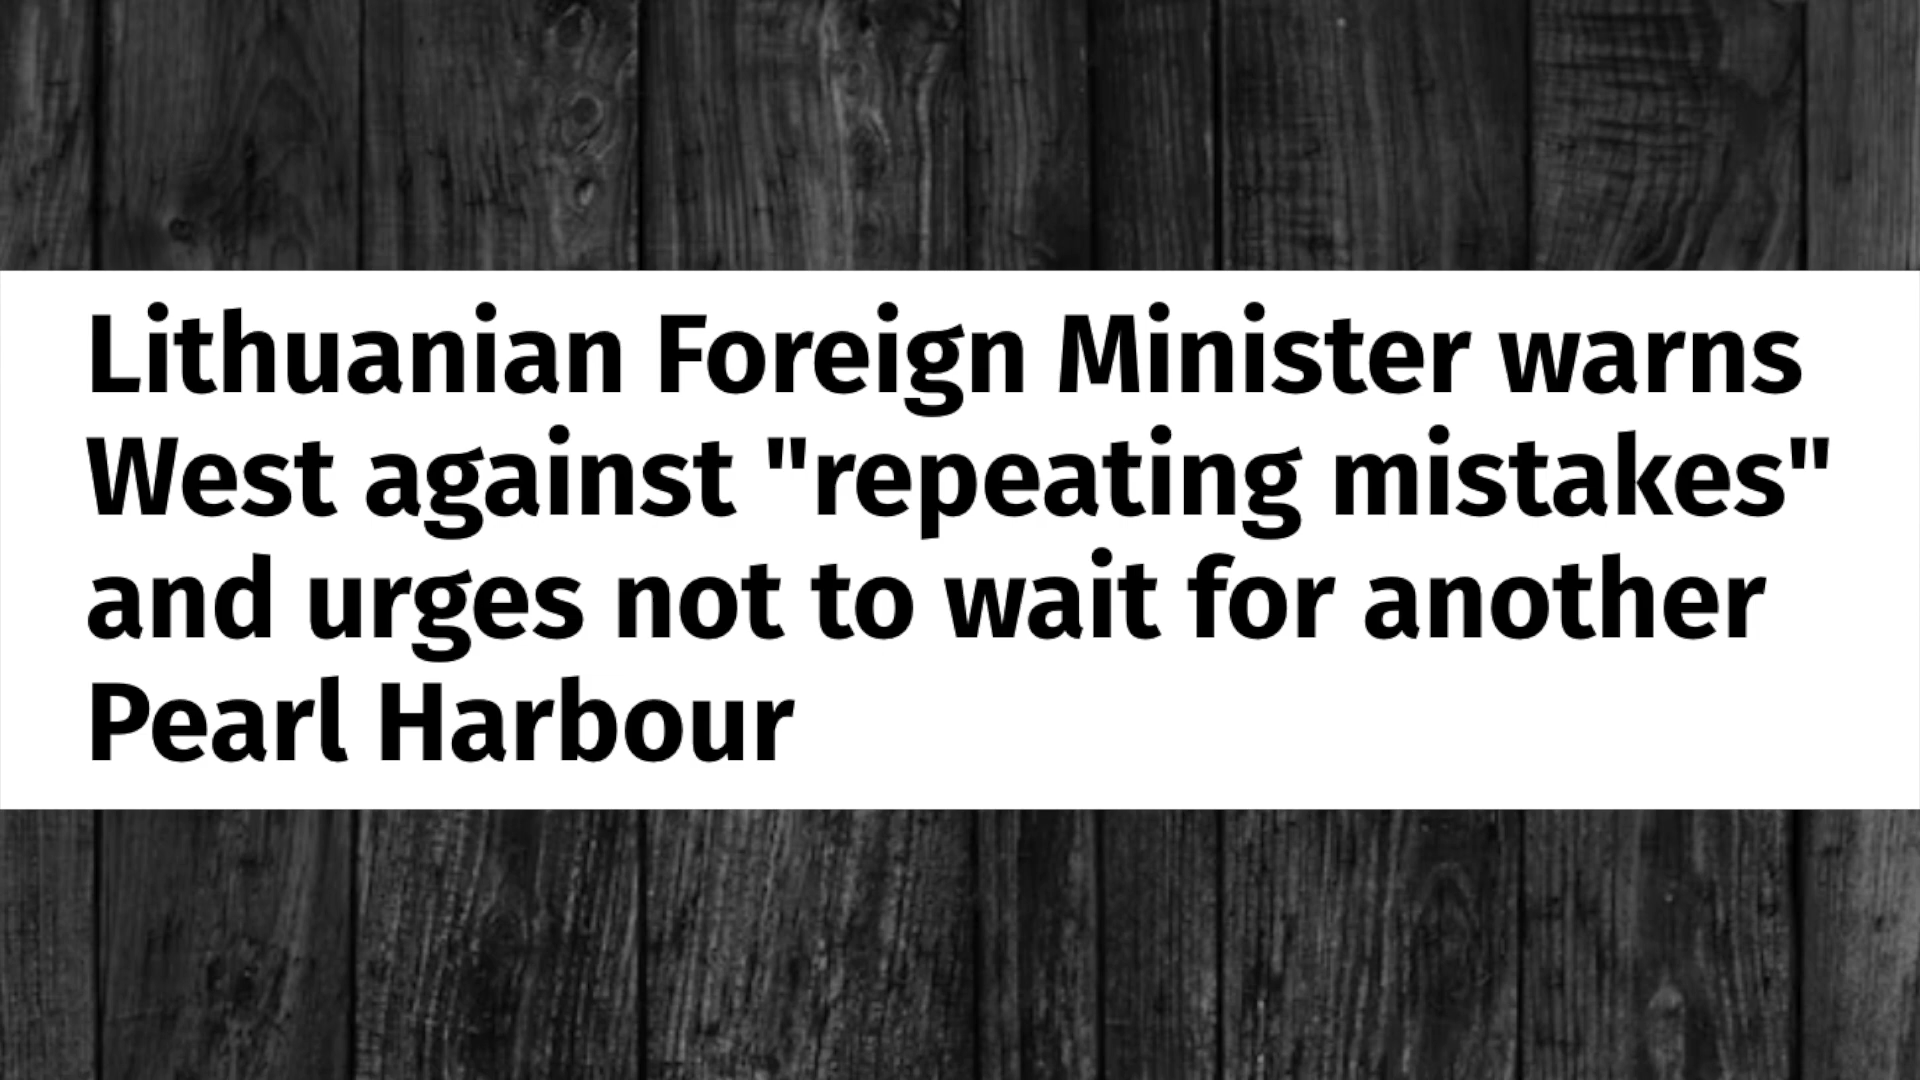 Lithuanian Foreign Minister warns
West against "repeating mistakes"
and urges not to wait for another
Pearl Harbour